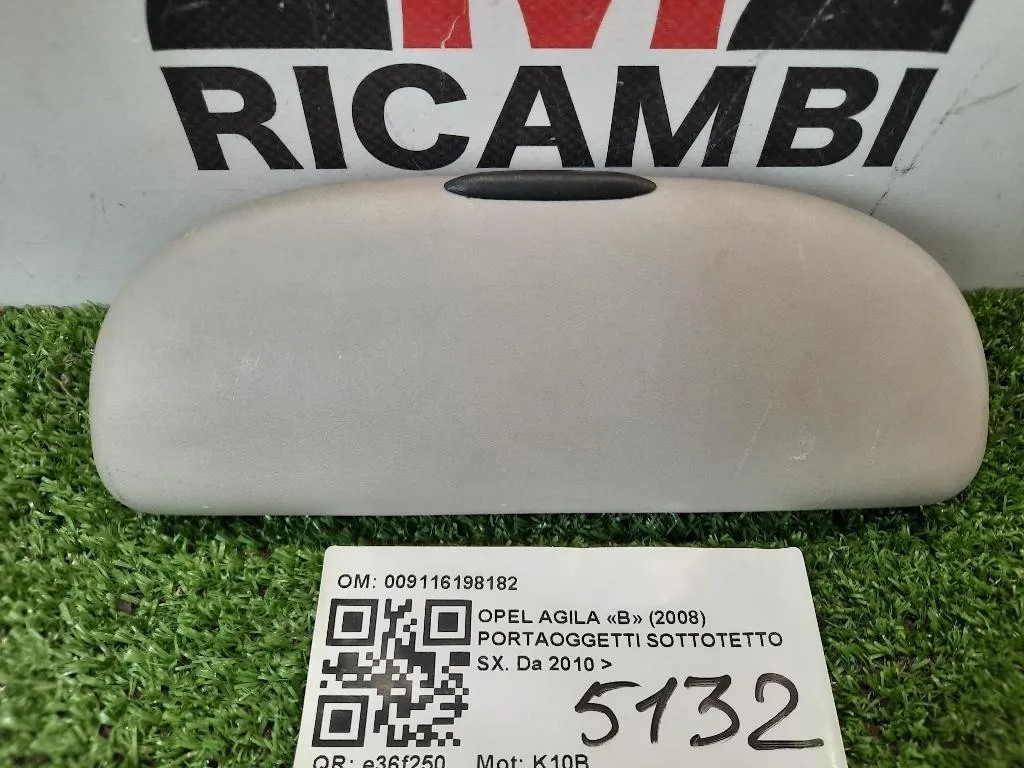 RICAMBI
OM: 009116198182
OPEL AGILA «B» (2008)
PORTAOGGETTI SOTTOTETTO
SX. Da 2010 >
5132
QR: e36f250 Mot: K10B